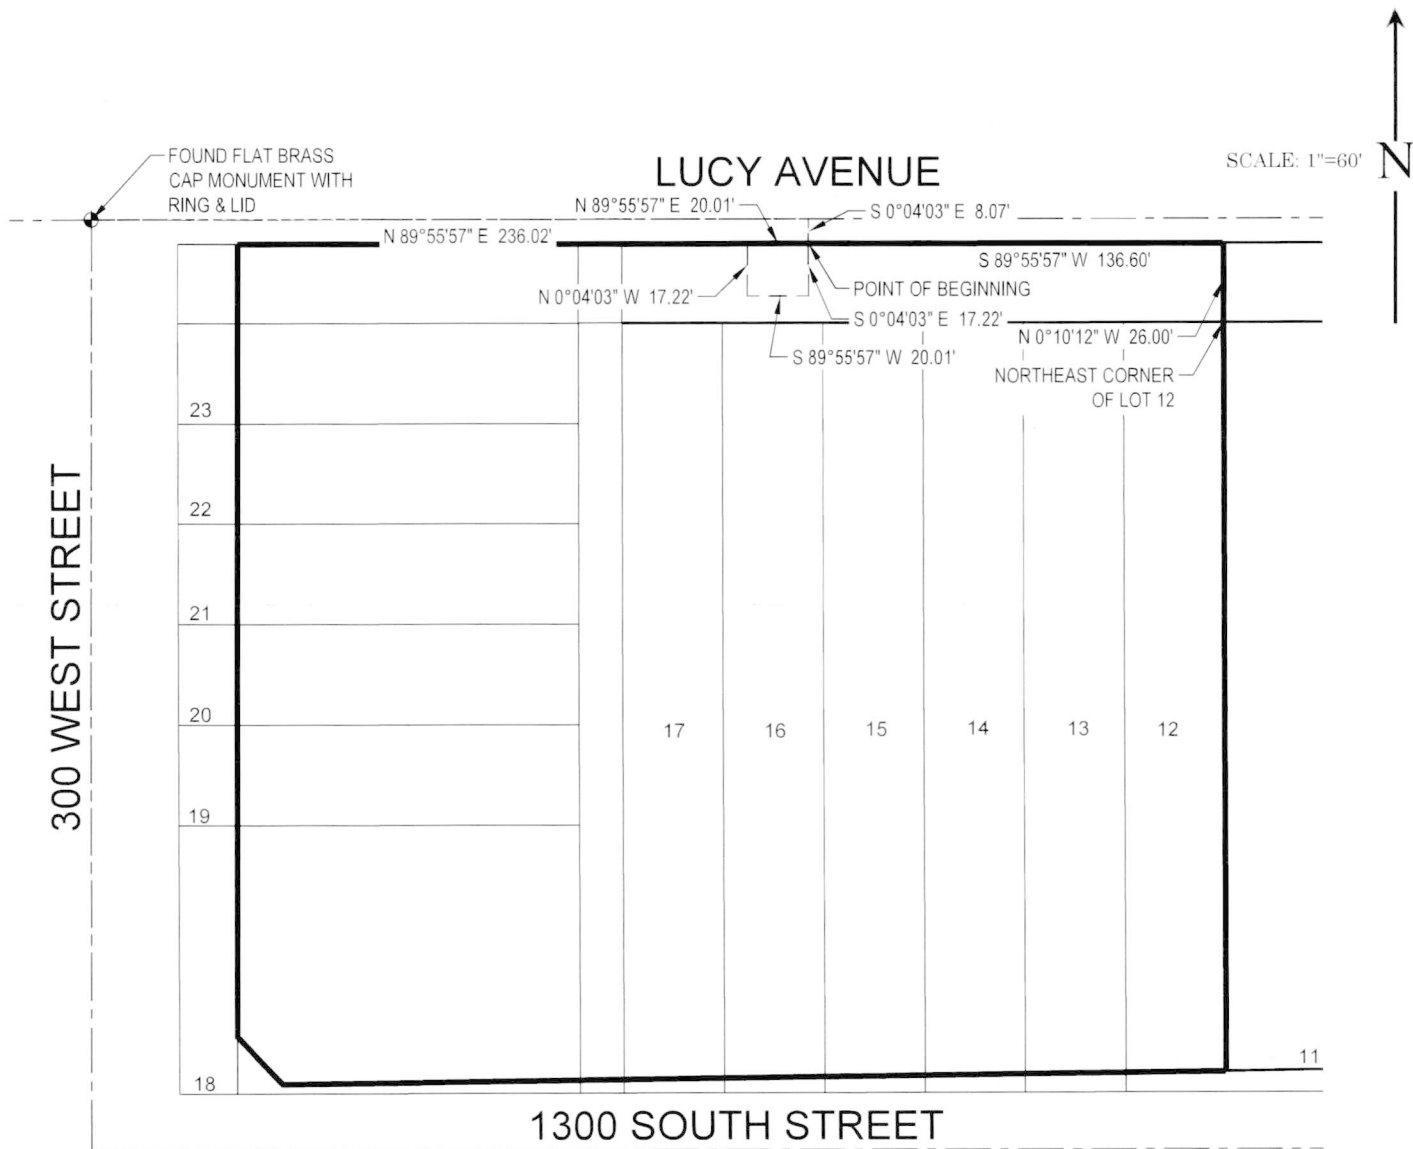 FOUND FLAT BRASS
CAP MONUMENT WITH
RING & LID
LUCY AVENUE
SCALE: 1"=60'
N
N 89°55'57" E 20.01'
S 0°04'03" E 8.07'
N 89°55'57" E 236.02'
S 89°55'57" W 136.60'
N 0°04'03" W 17.22'
POINT OF BEGINNING
S 0°04'03" E 17.22'
N 0°10'12" W 26.00'
S 89°55'57" W 20.01'
NORTHEAST CORNER
OF LOT 12
23
22
21
20
19
18
300 WEST STREET
17
16
15
14
13
12
11
1300 SOUTH STREET